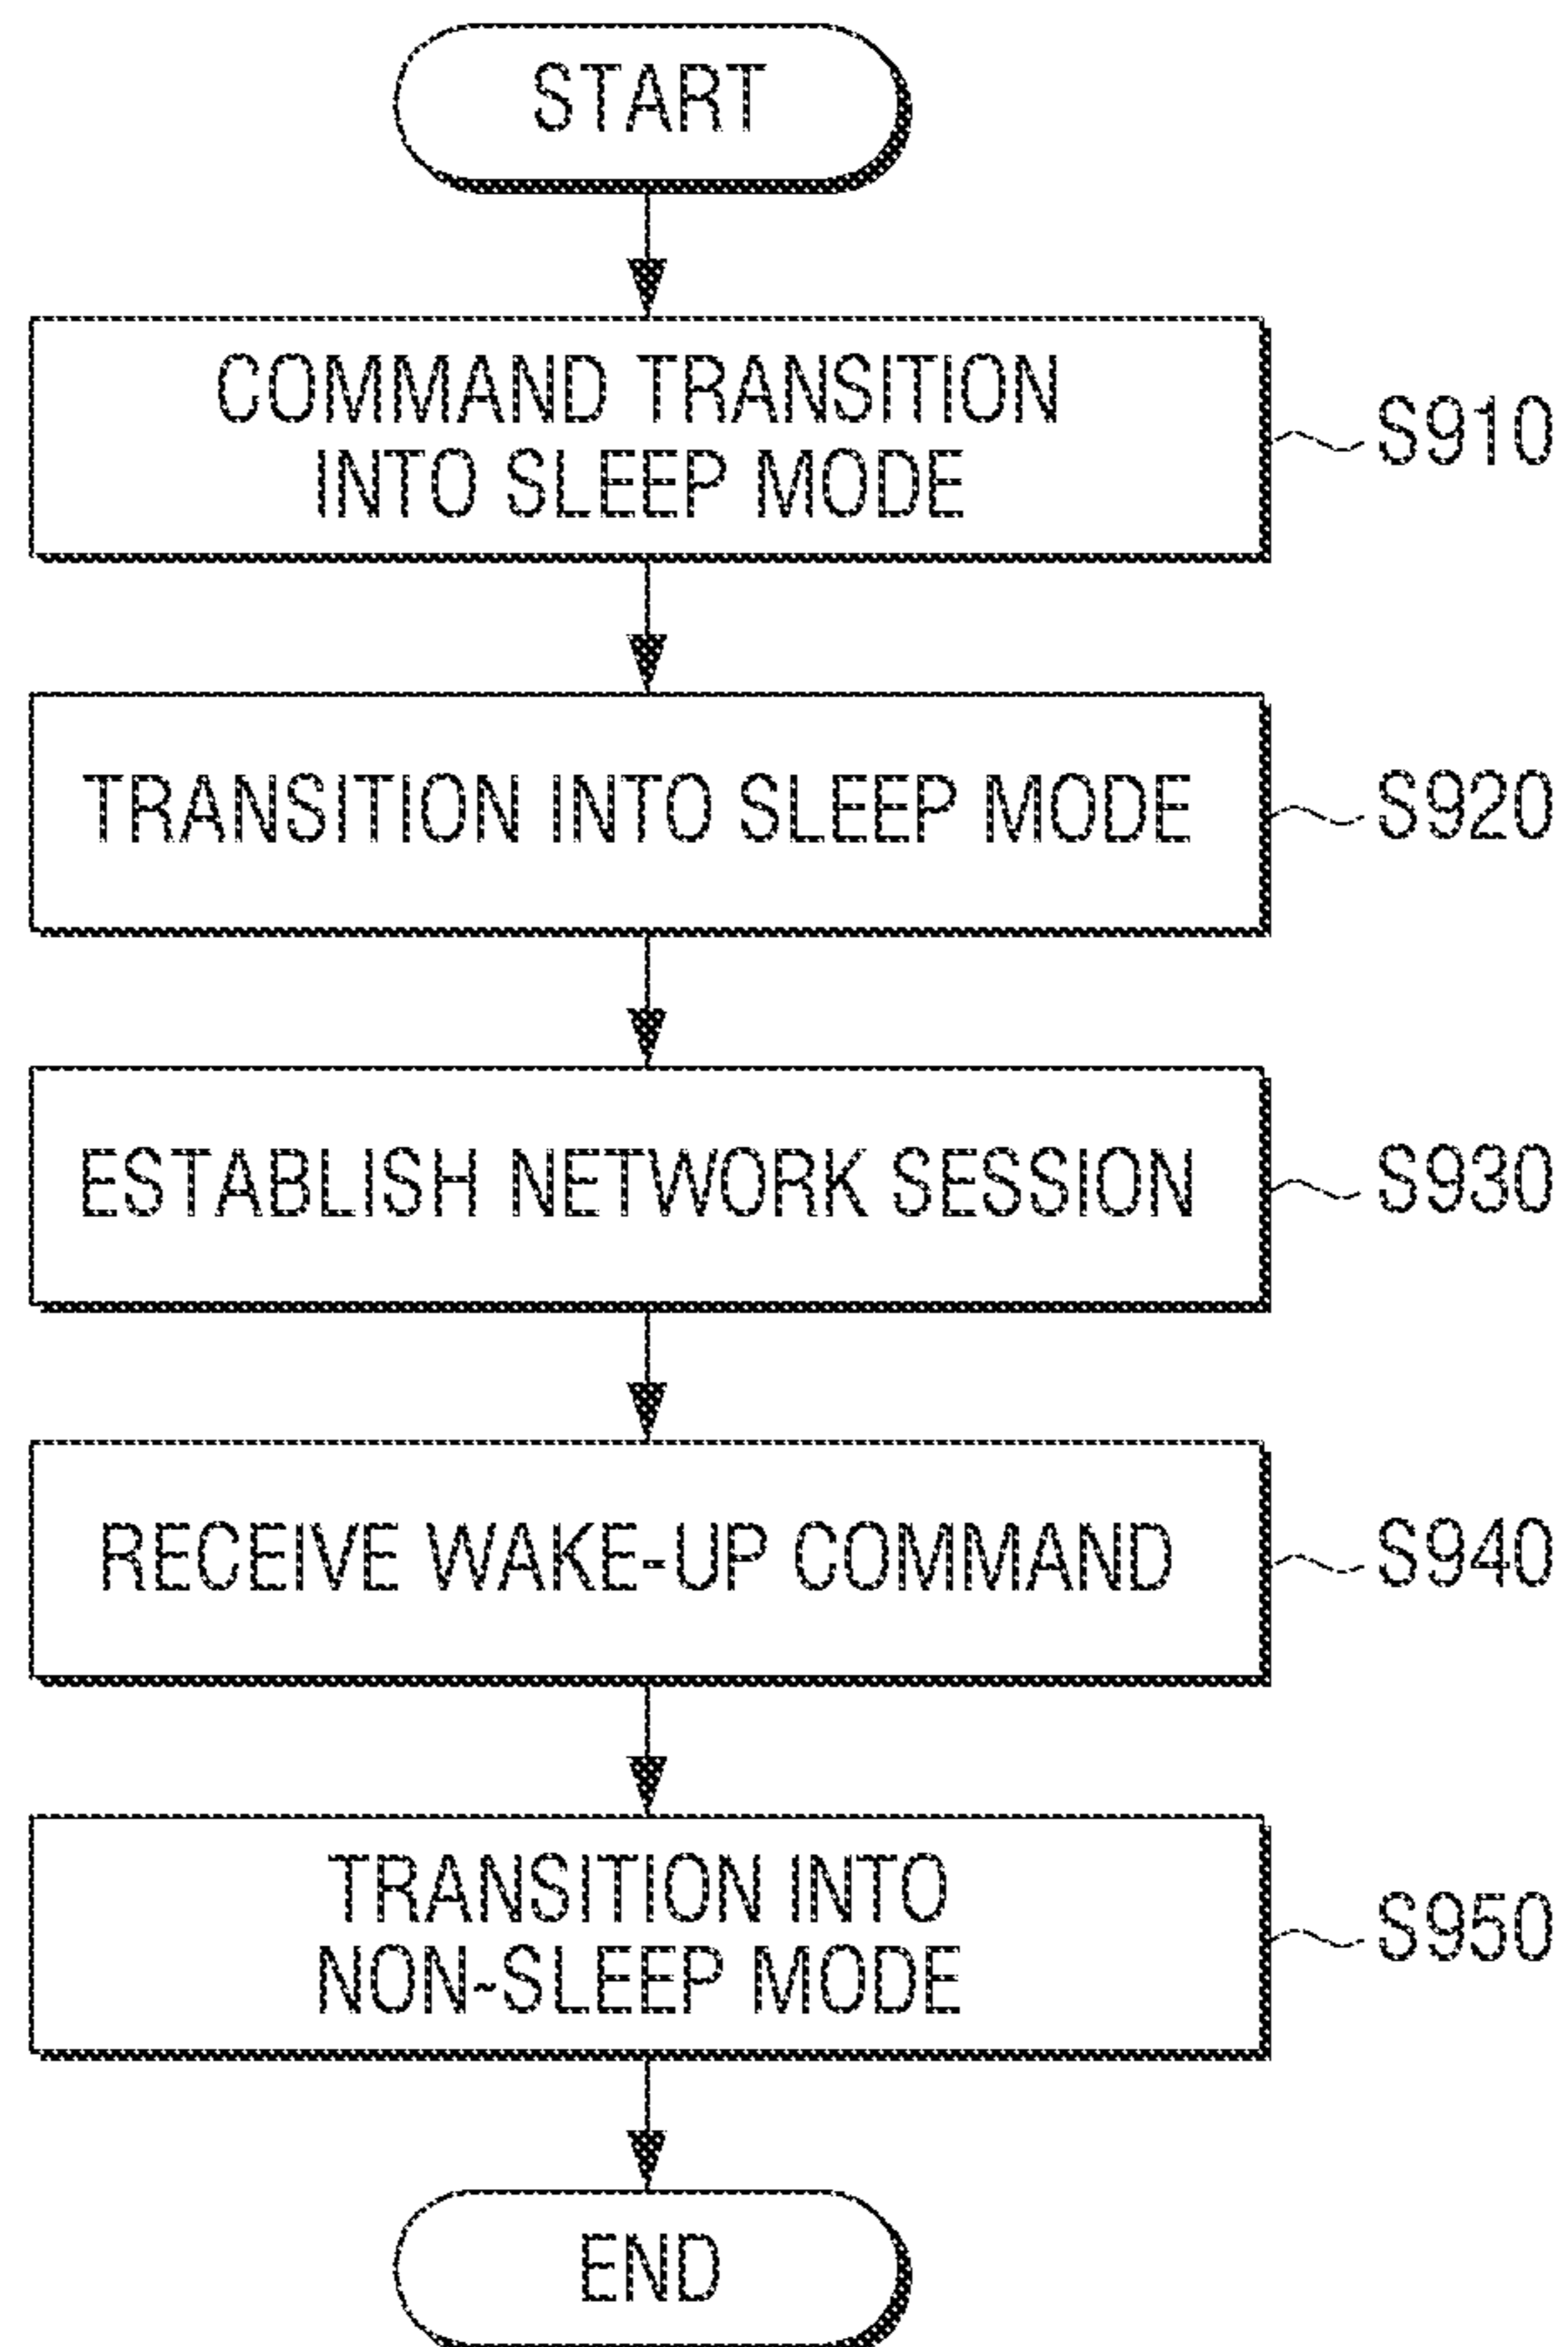 START
COMMAND TRANSITION
INTO SLEEP MODE
S910
TRANSITION INTO SLEEP MODE
S920
ESTABLISH NETWORK SESSION
S930
RECEIVE WAKE-UP COMMAND
S940
TRANSITION INTO
NON-SLEEP MODE
S950
END